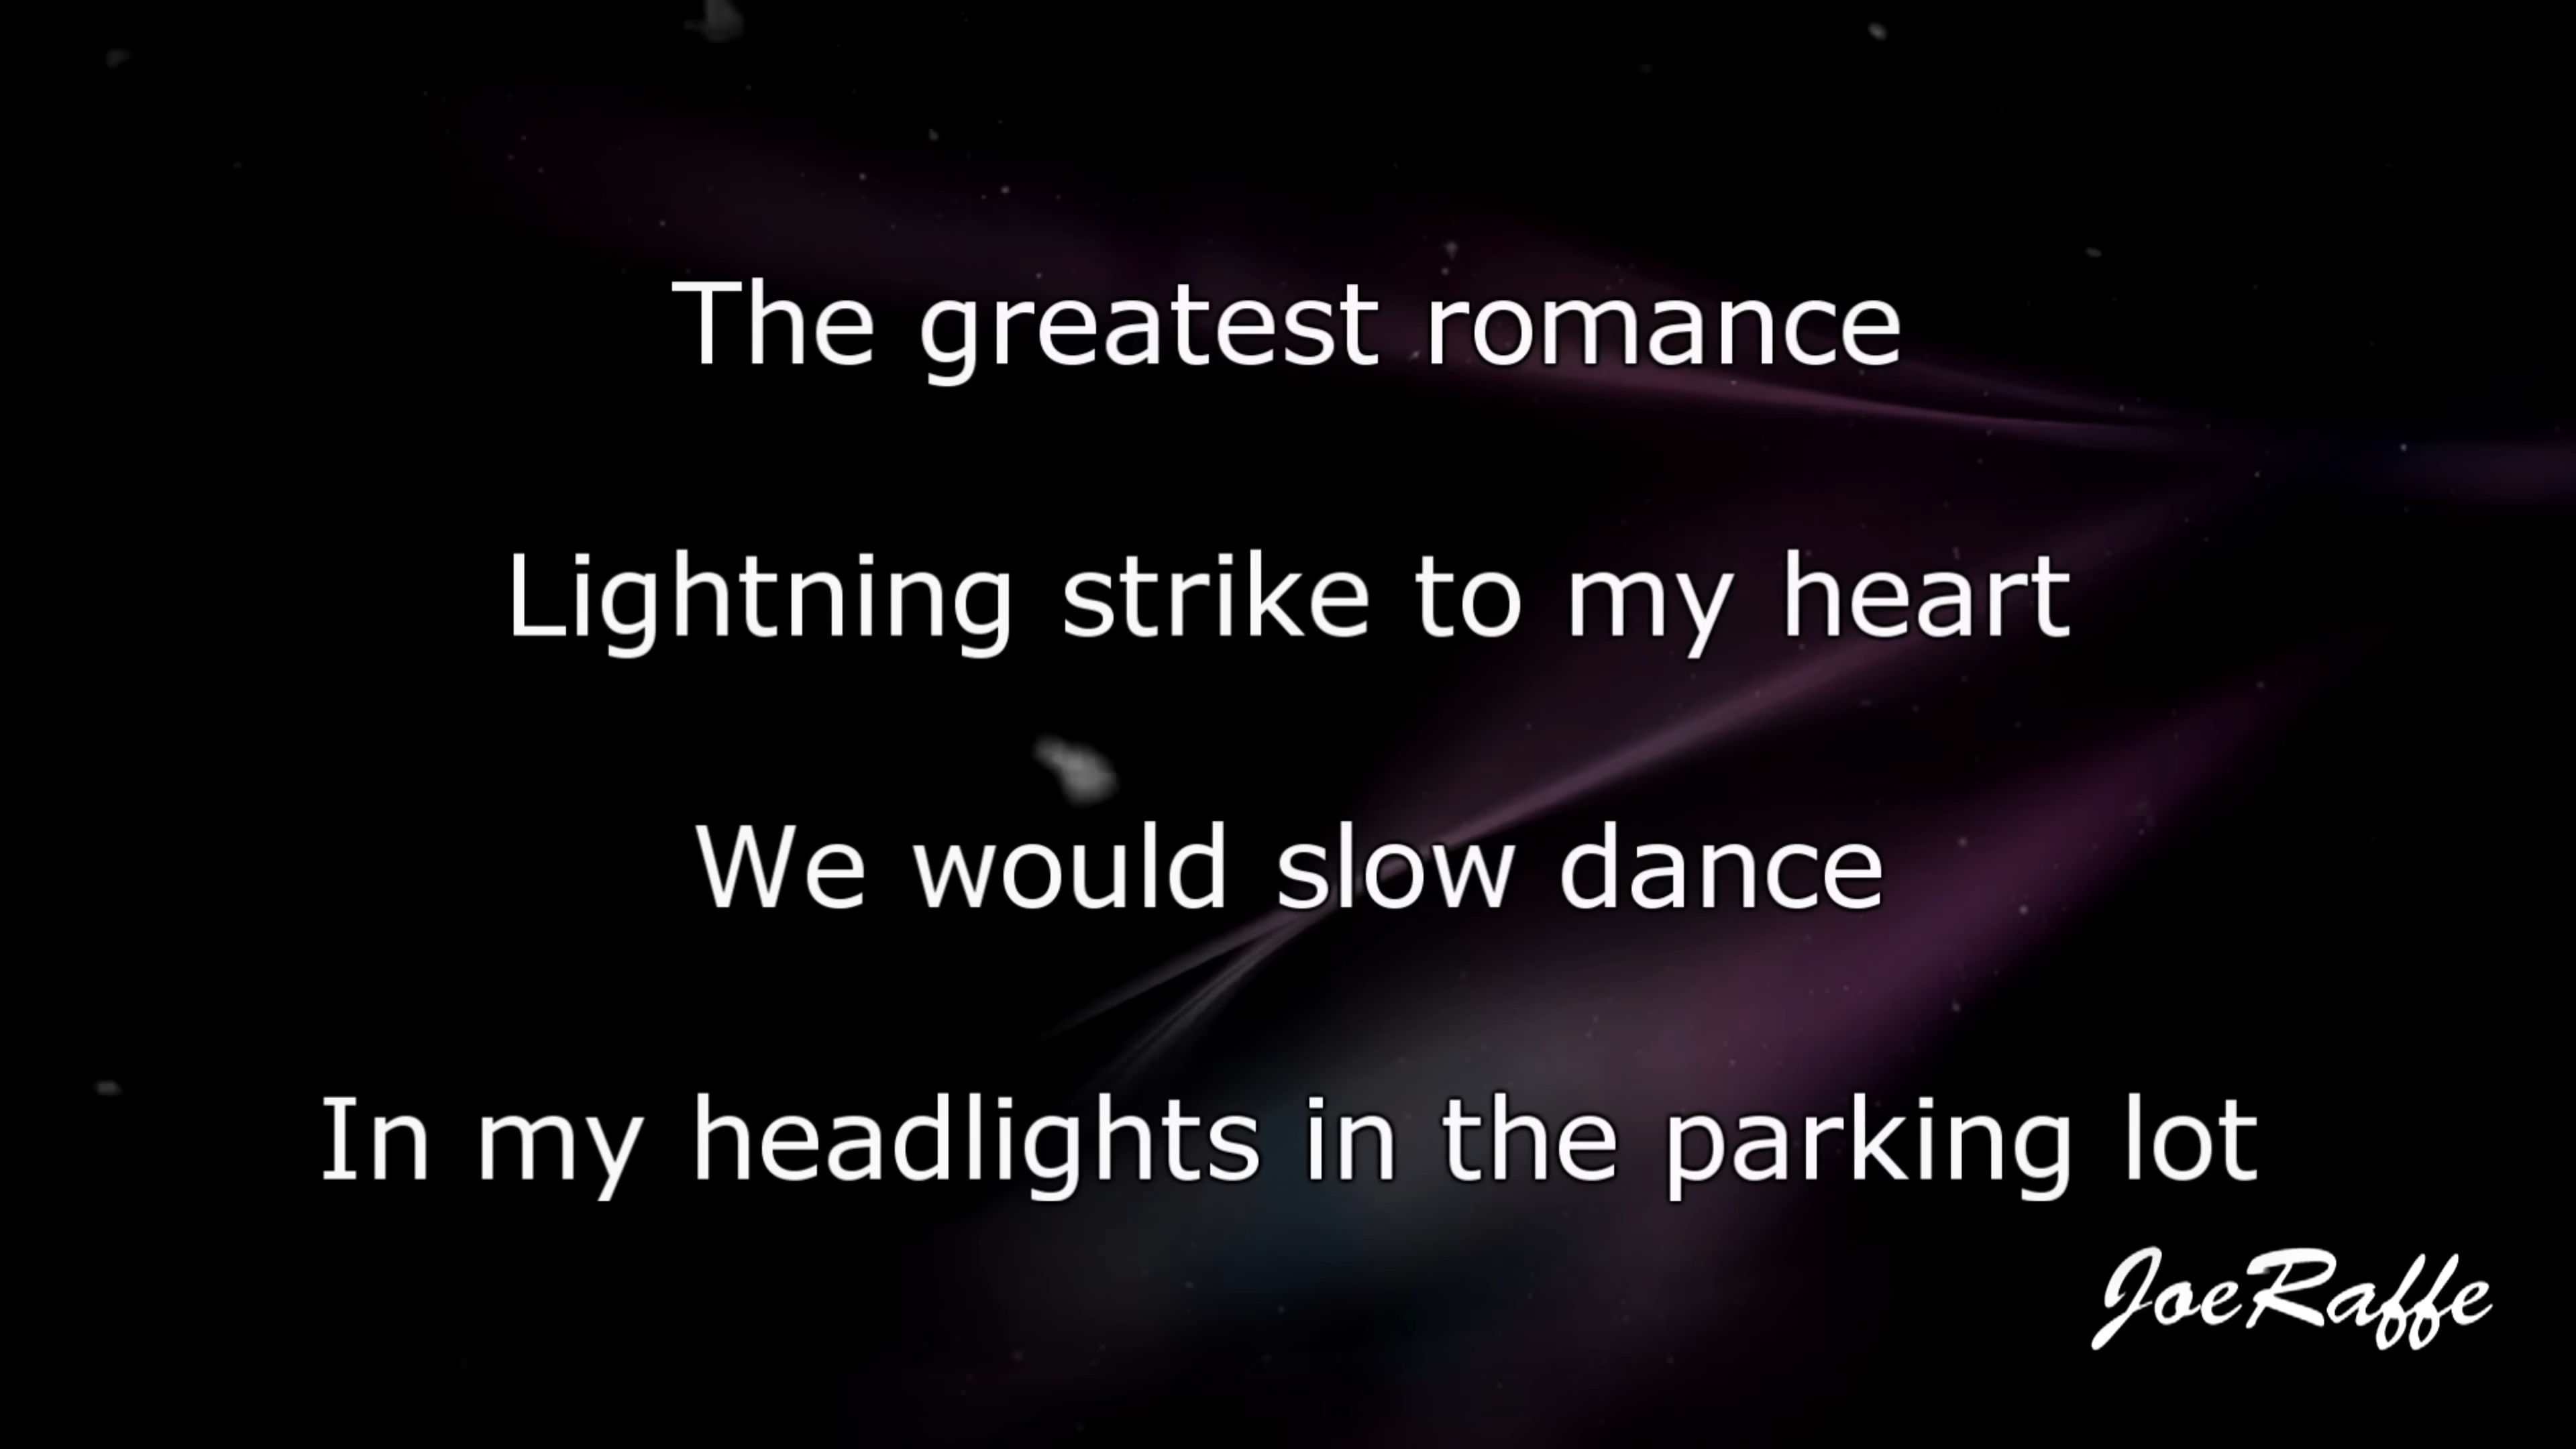 The greatest romance
Lightning strike to my heart
We would slow dance
In my headlights in the parking lot
JoeRaffe